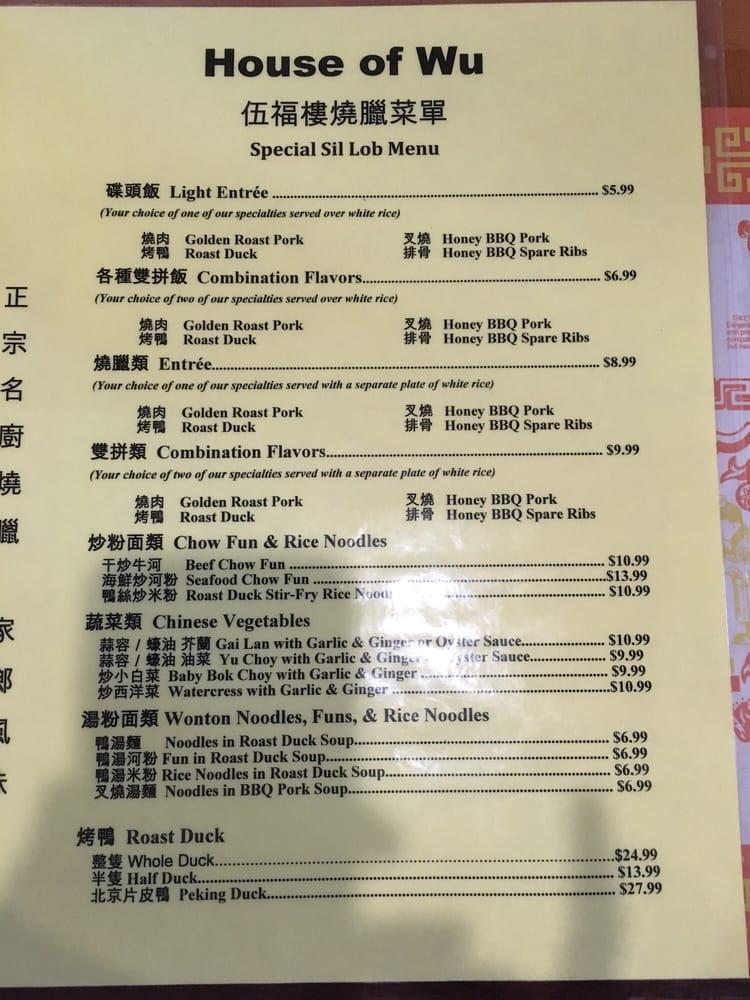 House of Wu
伍福樓燒臘菜單
Special Sil Lob Menu
碟頭飯 Light Entrée ........ $5.99
(Your choice of one of our specialties served over white rice)
燒肉 Golden Roast Pork 叉燒 Honey BBQ Pork
烤鴨 Roast Duck 排骨 Honey BBQ Spare Ribs
各種雙拼飯 Combination Flavors........ $6.99
(Your choice of two of our specialties served over white rice)
燒肉 Golden Roast Pork 叉燒 Honey BBQ Pork
烤鴨 Roast Duck 排骨 Honey BBQ Spare Ribs
燒臘類 Entrée........ $8.99
(Your choice of one of our specialties served with a separate plate of white rice)
燒肉 Golden Roast Pork 叉燒 Honey BBQ Pork
烤鴨 Roast Duck 排骨 Honey BBQ Spare Ribs
雙拼類 Combination Flavors........ $9.99
(Your choice of two of our specialties served with a separate plate of white rice)
燒肉 Golden Roast Pork 叉燒 Honey BBQ Pork
烤鴨 Roast Duck 排骨 Honey BBQ Spare Ribs
炒粉面類 Chow Fun & Rice Noodles
干炒牛河 Beef Chow Fun ........ $10.99
海鮮炒河粉 Seafood Chow Fun ........ $13.99
鴨絲炒米粉 Roast Duck Stir-Fry Rice ........ $10.99
蔬菜類 Chinese Vegetables
蒜容 / 蠔油 芥蘭 Gai Lan with Garlic & Ginger or Oyster Sauce........ $10.99
蒜容 / 蠔油 油菜 Yu Choy with Garlic & Ginger Oyster Sauce........ $9.99
炒小白菜 Baby Bok Choy with Garlic & Ginger ........ $9.99
炒西洋菜 Watercress with Garlic & Ginger ........ $10.99
湯粉面類 Wonton Noodles, Funs, & Rice Noodles
鴨湯麵 Noodles in Roast Duck Soup........ $6.99
鴨湯河粉 Fun in Roast Duck Soup........ $6.99
鴨湯米粉 Rice Noodles in Roast Duck Soup........ $6.99
叉燒湯麵 Noodles in BBQ Pork Soup........ $6.99
烤鴨 Roast Duck
整隻 Whole Duck........ $24.99
半隻 Half Duck........ $13.99
北京片皮鴨 Peking Duck........ $27.99
正宗名廚燒臘
家鄉風味